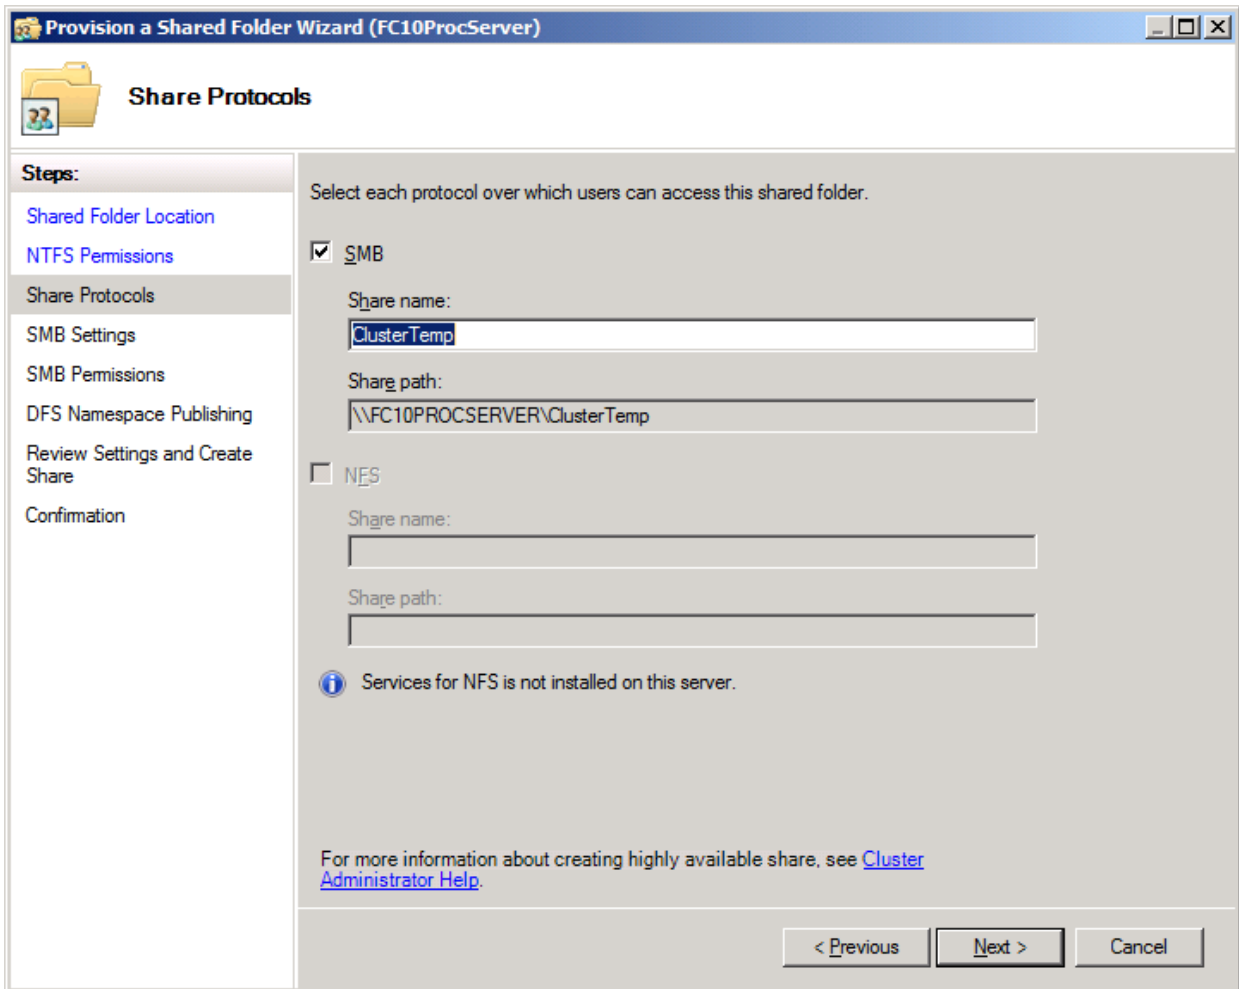 Provision a Shared Folder Wizard (FC10ProcServer)
Share Protocols
Steps:
Shared Folder Location
NTFS Permissions
Share Protocols
SMB Settings
SMB Permissions
DFS Namespace Publishing
Review Settings and Create
Share
Confirmation
Select each protocol over which users can access this shared folder.
SMB
Share name:
ClusterTemp
Share path:
\\FC10PROCSERVER\ClusterTemp
NFS
Share name:
Share path:
Services for NFS is not installed on this server.
For more information about creating highly available share, see Cluster
Administrator Help.
< Previous
Next >
Cancel